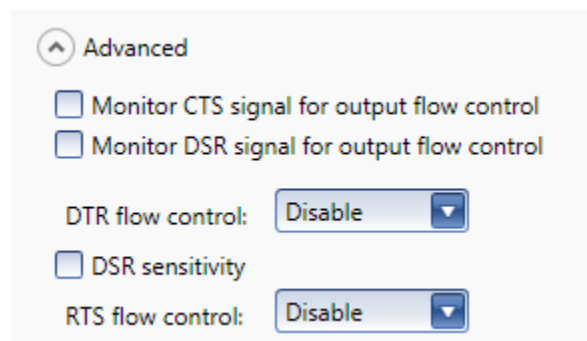 Advanced
Monitor CTS signal for output flow control
Monitor DSR signal for output flow control
DTR flow control: Disable
DSR sensitivity
RTS flow control: Disable